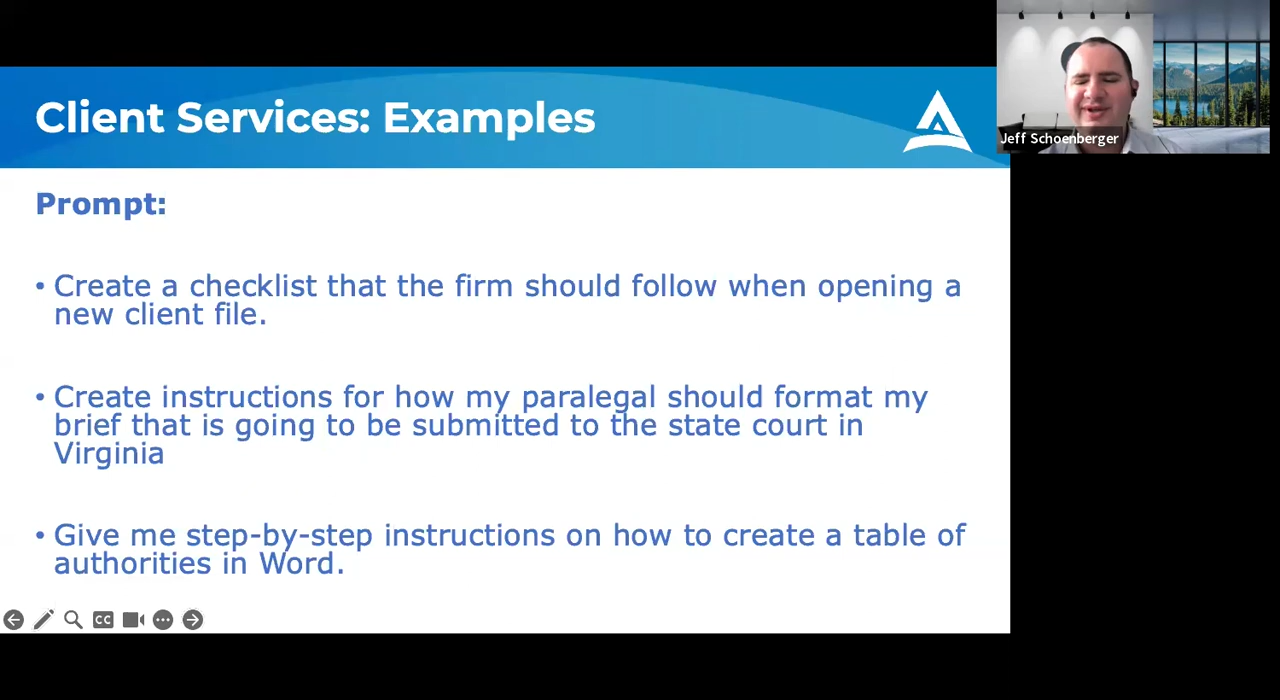 Client Services: Examples
Jeff Schoenberger
Prompt:
• Create a checklist that the firm should follow when opening a
new client file.
• Create instructions for how my paralegal should format my
brief that is going to be submitted to the state court in
Virginia
• Give me step-by-step instructions on how to create a table of
authorities in Word.
CC